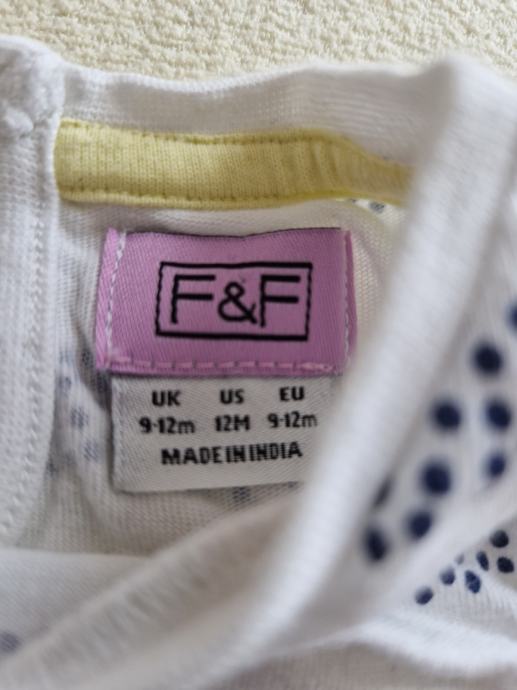 F&F
UK US EU
9-12m 12M 9-12m
MADE IN INDIA